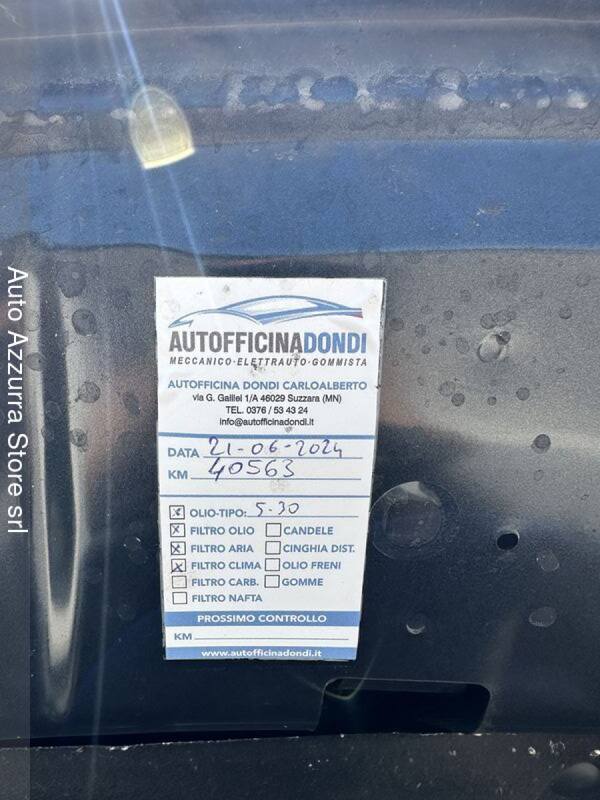 Auto Azzurra Store srl
AUTOFFICINADONDI
MECCANICO·ELETTRAUTO·GOMMISTA
AUTOFFICINA DONDI CARLOALBERTO
via G. Galilei 1/A 46029 Suzzara (MN)
TEL. 0376 / 53 43 24
info@autofficinadondi.it
DATA 21-06-2024
KM 40563
OLIO-TIPO: 5-30
FILTRO OLIO CANDELE
FILTRO ARIA CINGHIA DIST.
FILTRO CLIMA OLIO FRENI
FILTRO CARB. GOMME
FILTRO NAFTA
PROSSIMO CONTROLLO
KM
www.autofficinadondi.it